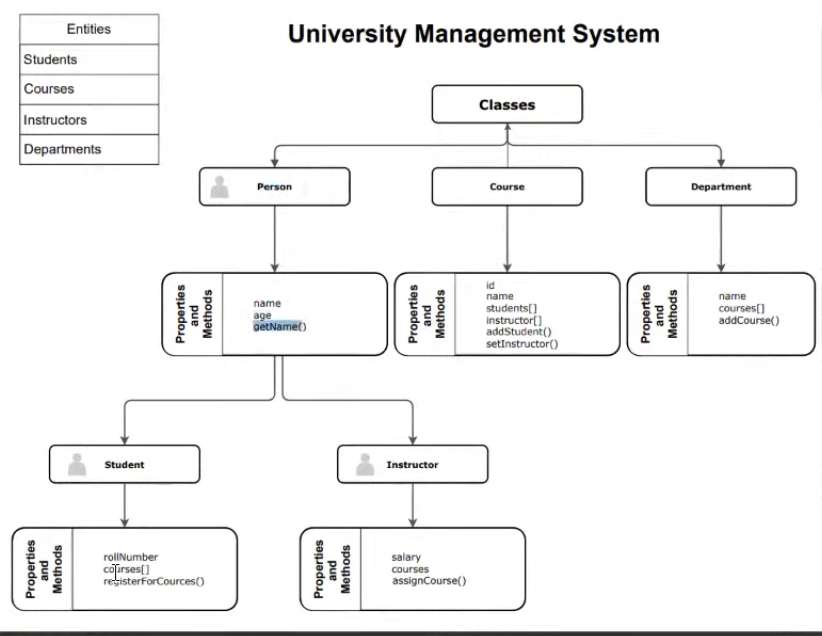 Entities
Students
Courses
Instructors
Departments
University Management System
Classes
Person
Course
Department
Properties
and
Methods
name
age
getName()
Properties
and
Methods
id
name
students[]
instructor[]
addStudent()
setInstructor()
Properties
and
Methods
name
courses[]
addCourse()
Student
Instructor
Properties
and
Methods
rollNumber
courses[]
registerForCources()
Properties
and
Methods
salary
courses
assignCourse()